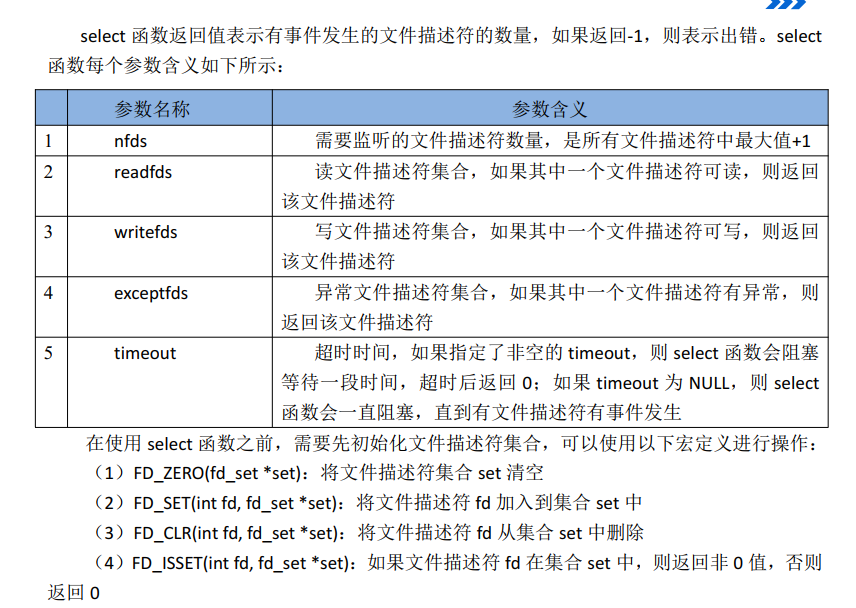 select 函数返回值表示有事件发生的文件描述符的数量，如果返回-1，则表示出错。select
函数每个参数含义如下所示：
参数名称 参数含义
1 nfds 需要监听的文件描述符数量，是所有文件描述符中最大值+1
2 readfds 读文件描述符集合，如果其中一个文件描述符可读，则返回
该文件描述符
3 writefds 写文件描述符集合，如果其中一个文件描述符可写，则返回
该文件描述符
4 exceptfds 异常文件描述符集合，如果其中一个文件描述符有异常，则
返回该文件描述符
5 timeout 超时时间，如果指定了非空的 timeout，则 select 函数会阻塞
等待一段时间，超时后返回 0；如果 timeout 为 NULL，则 select
函数会一直阻塞，直到有文件描述符有事件发生
在使用 select 函数之前，需要先初始化文件描述符集合，可以使用以下宏定义进行操作：
（1）FD_ZERO(fd_set *set)：将文件描述符集合 set 清空
（2）FD_SET(int fd, fd_set *set)：将文件描述符 fd 加入到集合 set 中
（3）FD_CLR(int fd, fd_set *set)：将文件描述符 fd 从集合 set 中删除
（4）FD_ISSET(int fd, fd_set *set)：如果文件描述符 fd 在集合 set 中，则返回非 0 值，否则
返回 0